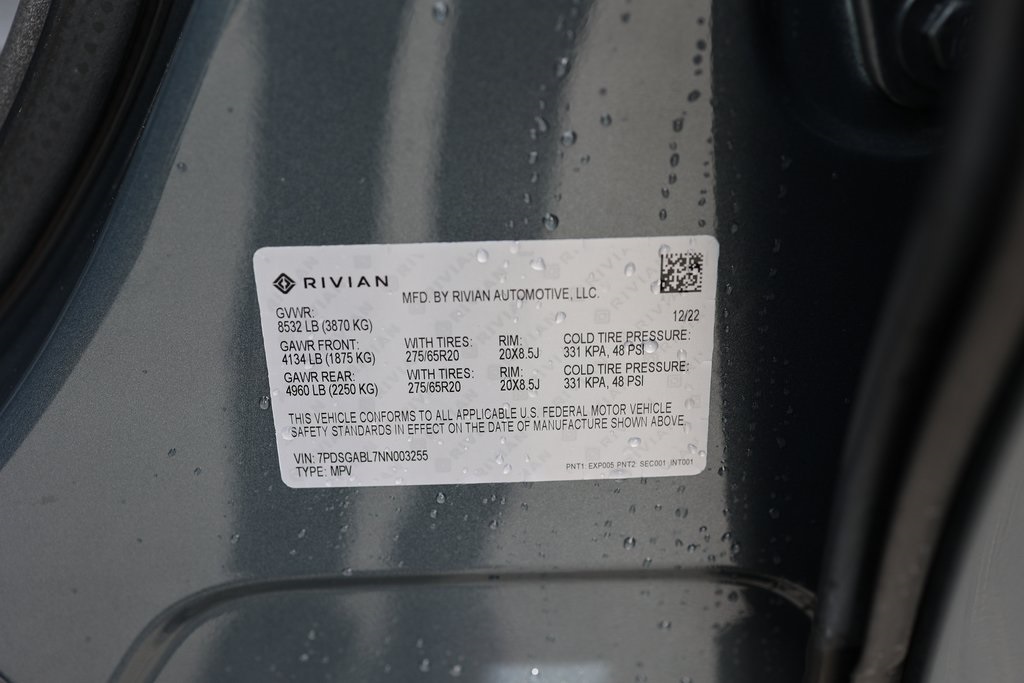 RIVIAN
MFD. BY RIVIAN AUTOMOTIVE, LLC.
GVWR:
8532 LB (3870 KG)
12/22
GAWR FRONT: WITH TIRES: RIM: COLD TIRE PRESSURE:
4134 LB (1875 KG) 275/65R20 20X8.5J 331 KPA, 48 PSI
GAWR REAR: WITH TIRES: RIM: COLD TIRE PRESSURE:
4960 LB (2250 KG) 275/65R20 20X8.5J 331 KPA, 48 PSI
THIS VEHICLE CONFORMS TO ALL APPLICABLE U.S. FEDERAL MOTOR VEHICLE
SAFETY STANDARDS IN EFFECT ON THE DATE OF MANUFACTURE SHOWN ABOVE
VIN: 7PDSGABL7NN003255
TYPE: MPV
PNT1 EXP005 PNT2 SEC001 INT001